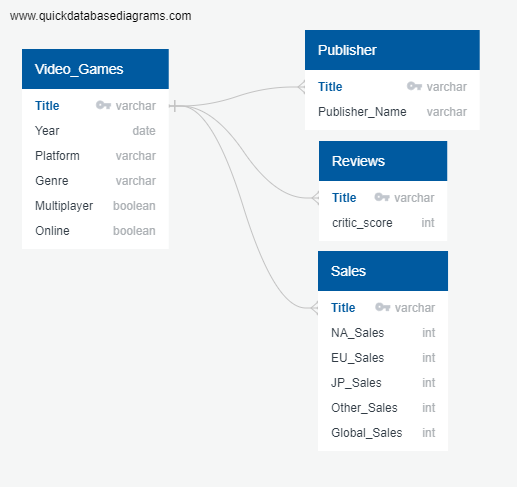 www.quickdatabasediagrams.com
Video_Games
Title varchar
Year date
Platform varchar
Genre varchar
Multiplayer boolean
Online boolean
Publisher
Title varchar
Publisher_Name varchar
Reviews
Title varchar
critic_score int
Sales
Title varchar
NA_Sales int
EU_Sales int
JP_Sales int
Other_Sales int
Global_Sales int